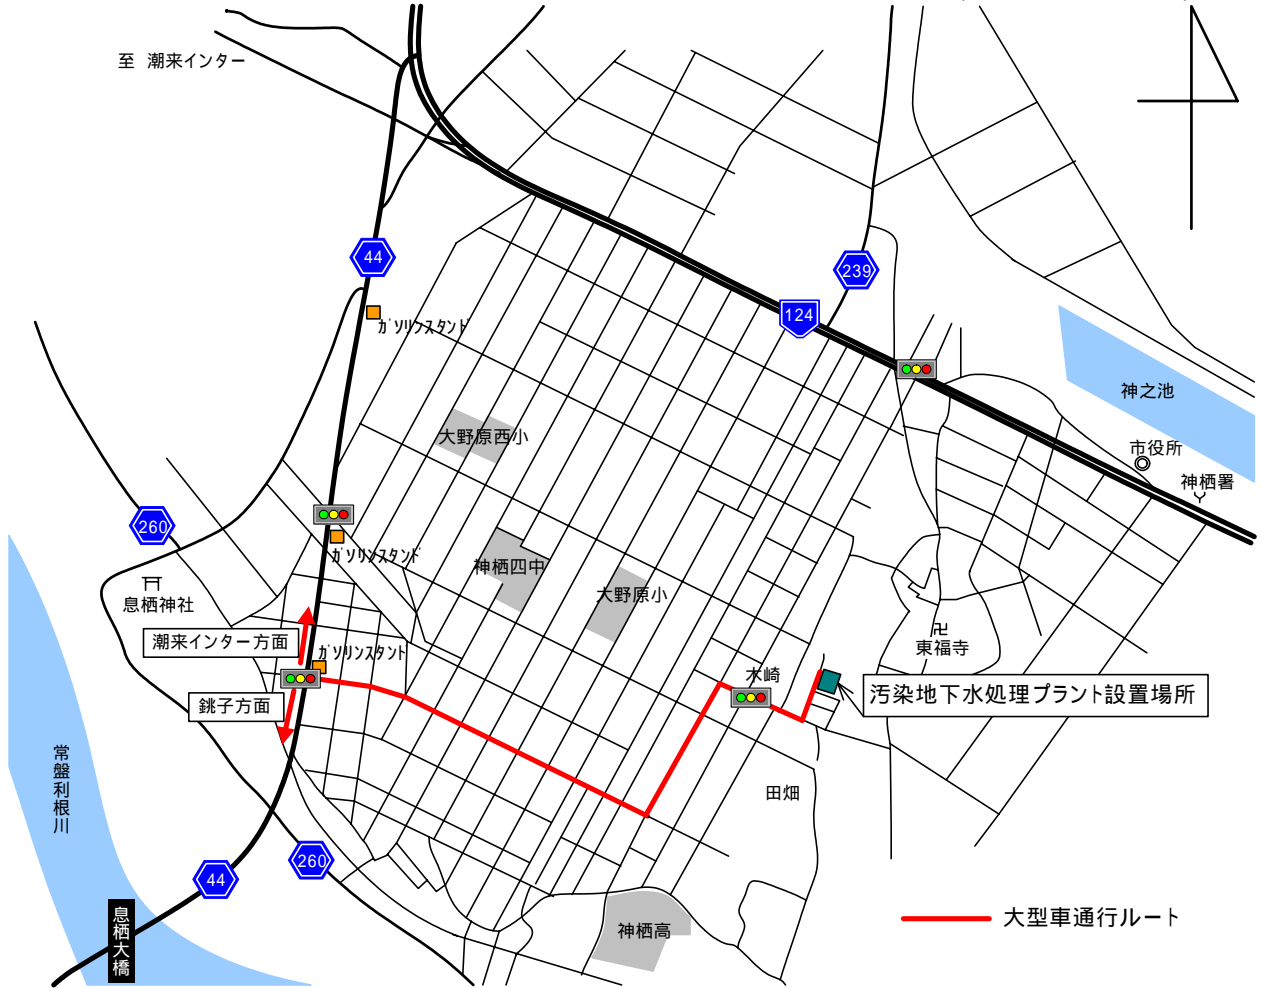 至 潮来インター
44
239
ガソリンスタンド
124
神之池
大野原西小
市役所
神栖署
260
ガソリンスタンド
神栖四中
大野原小
息栖神社
東福寺
潮来インター方面
ガソリンスタンド
木崎
汚染地下水処理プラント設置場所
銚子方面
常盤利根川
田畑
260
44
息栖大橋
神栖高
大型車通行ルート